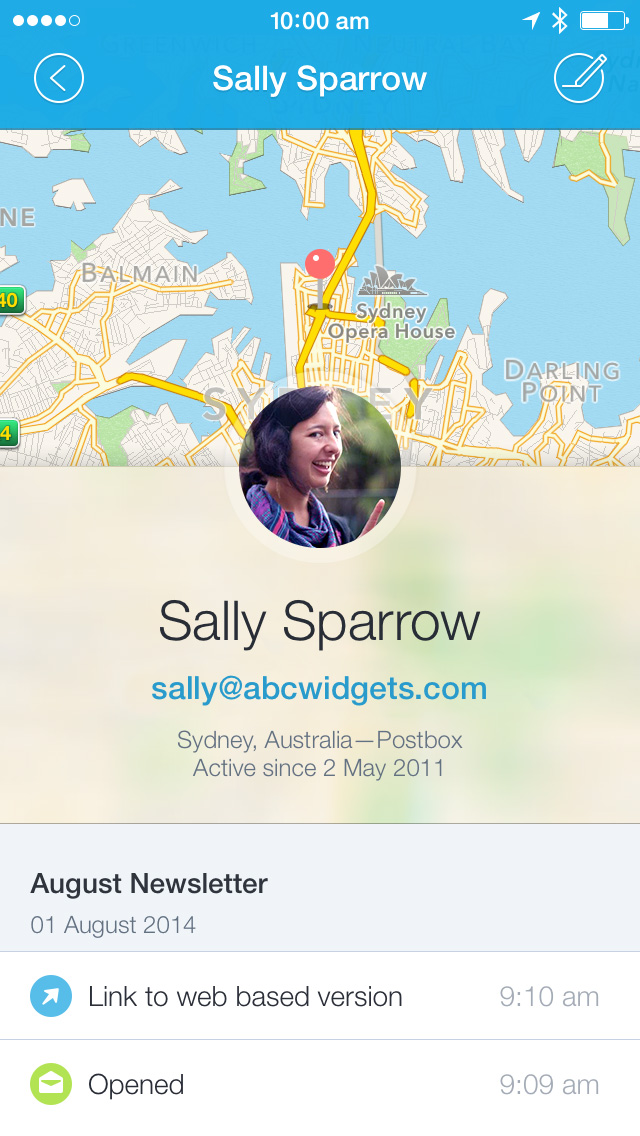 10:00 am
Sally Sparrow
NE
BALMAIN
40
Sydney
Opera House
DARLING
POINT
SYDNEY
4
Sally Sparrow
sally@abcwidgets.com
Sydney, Australia—Postbox
Active since 2 May 2011
August Newsletter
01 August 2014
Link to web based version
9:10 am
Opened
9:09 am